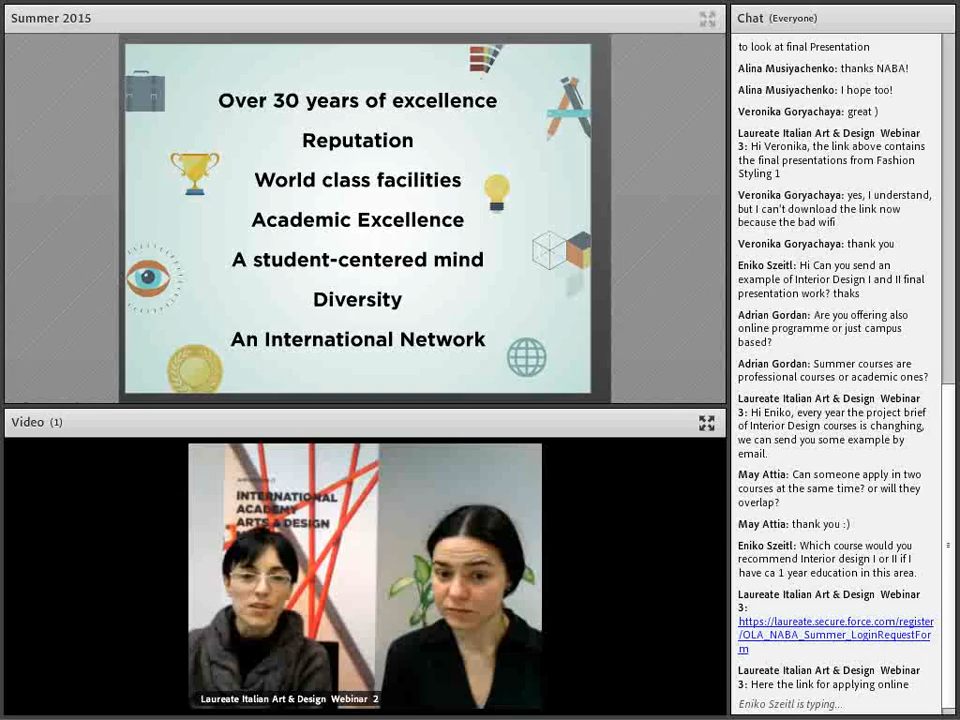 Summer 2015
Over 30 years of excellence
Reputation
World class facilities
Academic Excellence
A student-centered mind
Diversity
An International Network
Video (1)
INTERNATIONAL
ACADEMY
ARTS & DESIGN
Laureate Italian Art & Design Webinar 2
Chat (Everyone)
to look at final Presentation
Alina Musiyachenko: thanks NABA!
Alina Musiyachenko: I hope too!
Veronika Goryachaya: great )
Laureate Italian Art & Design Webinar
3: Hi Veronika, the link above contains
the final presentations from Fashion
Styling 1
Veronika Goryachaya: yes, I understand,
but I can't download the link now
because the bad wifi
Veronika Goryachaya: thank you
Eniko Szeitl: Hi Can you send an
example of Interior Design I and II final
presentation work? thaks
Adrian Gordan: Are you offering also
online programme or just campus
based?
Adrian Gordan: Summer courses are
professional courses or academic ones?
Laureate Italian Art & Design Webinar
3: Hi Eniko, every year the project brief
of Interior Design courses is changhing,
we can send you some example by
email.
May Attia: Can someone apply in two
courses at the same time? or will they
overlap?
May Attia: thank you :)
Eniko Szeitl: Which course would you
recommend Interior design I or II if I
have ca 1 year education in this area.
Laureate Italian Art & Design Webinar
3:
https://laureate.secure.force.com/register
/OLA_NABA_Summer_LoginRequestFor
m
Laureate Italian Art & Design Webinar
3: Here the link for applying online
Eniko Szeitl is typing...